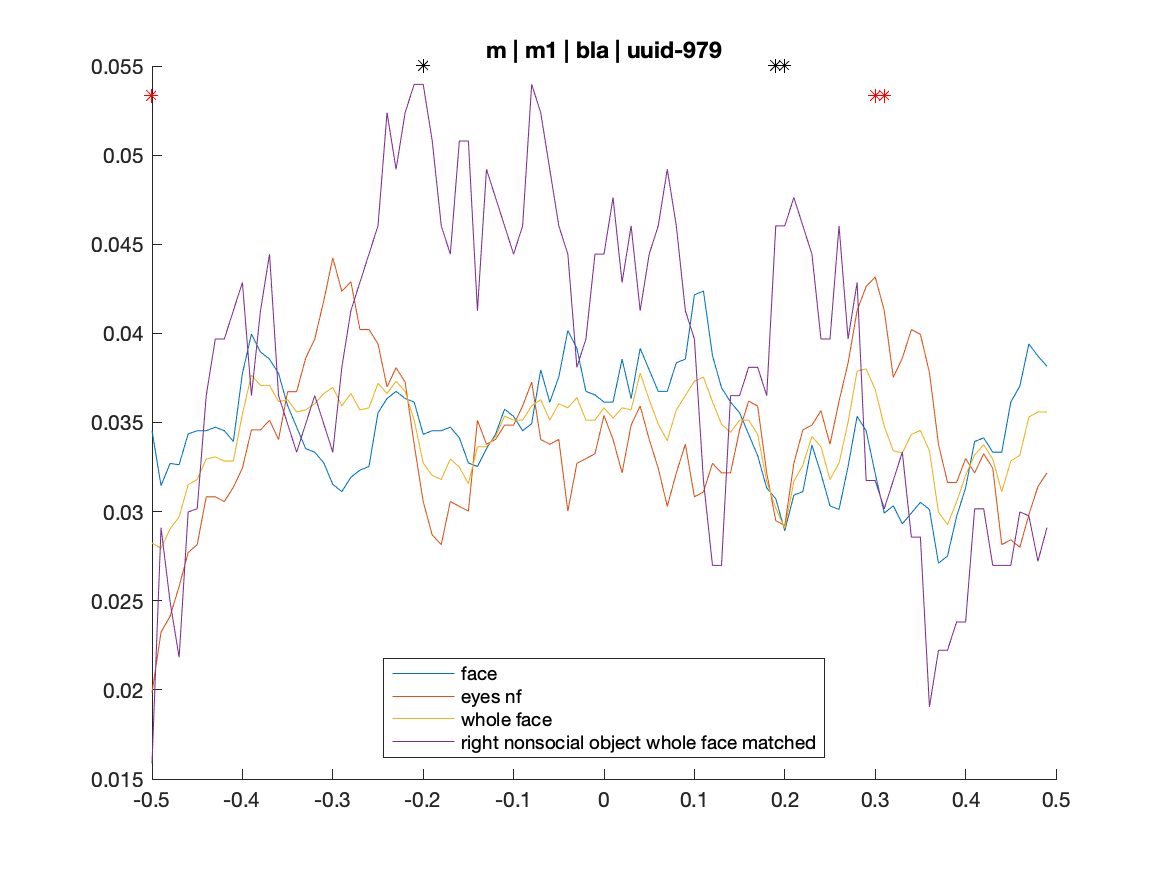 m | m1 | bla | uuid-979
0.055
0.05
0.045
0.04
0.035
0.03
0.025
0.02
0.015
face
eyes nf
whole face
right nonsocial object whole face matched
-0.5 -0.4 -0.3 -0.2 -0.1 0 0.1 0.2 0.3 0.4 0.5